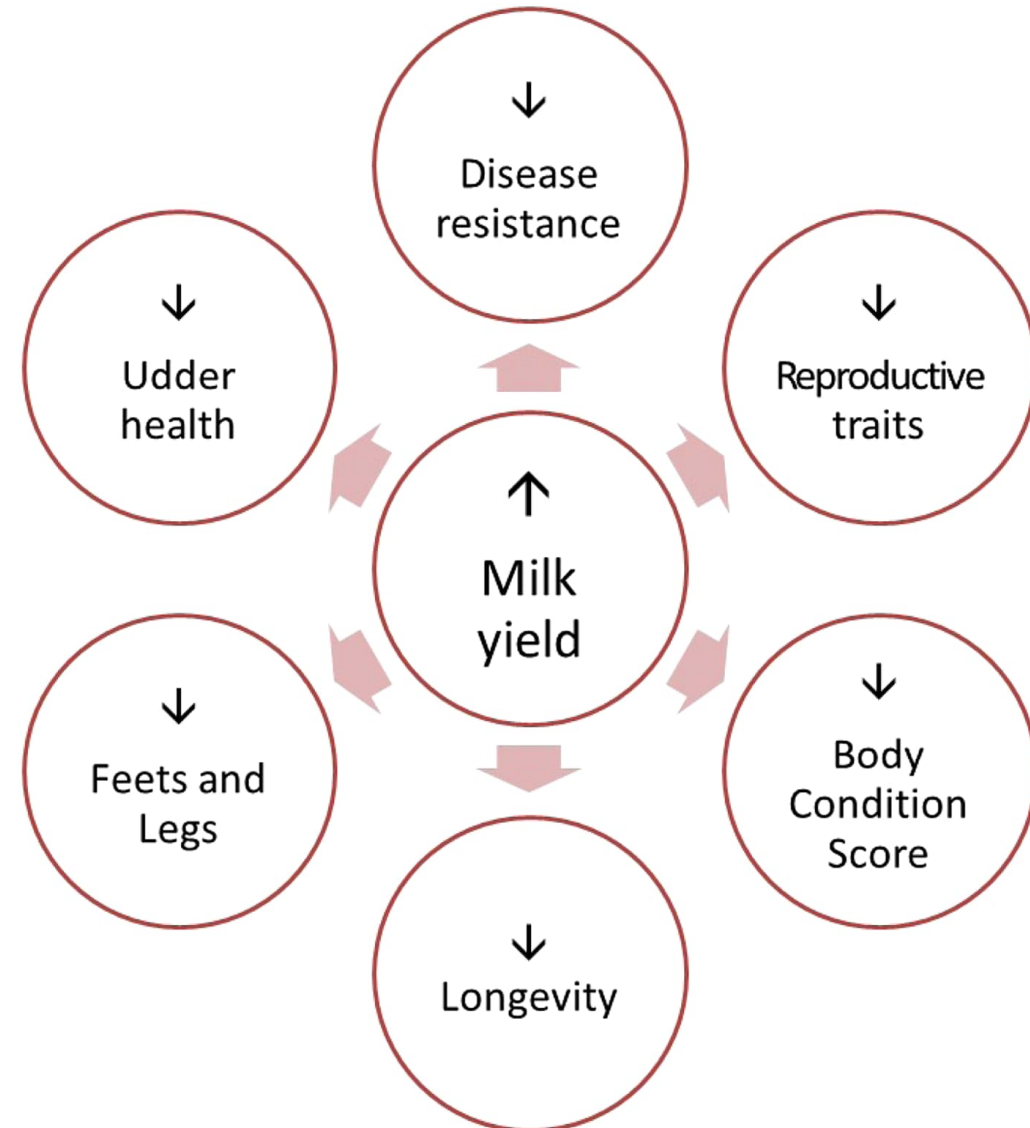 ↓
Disease
resistance
↓
Udder
health
↓
Reproductive
traits
↑
Milk
yield
↓
Feets and
Legs
↓
Body
Condition
Score
↓
Longevity